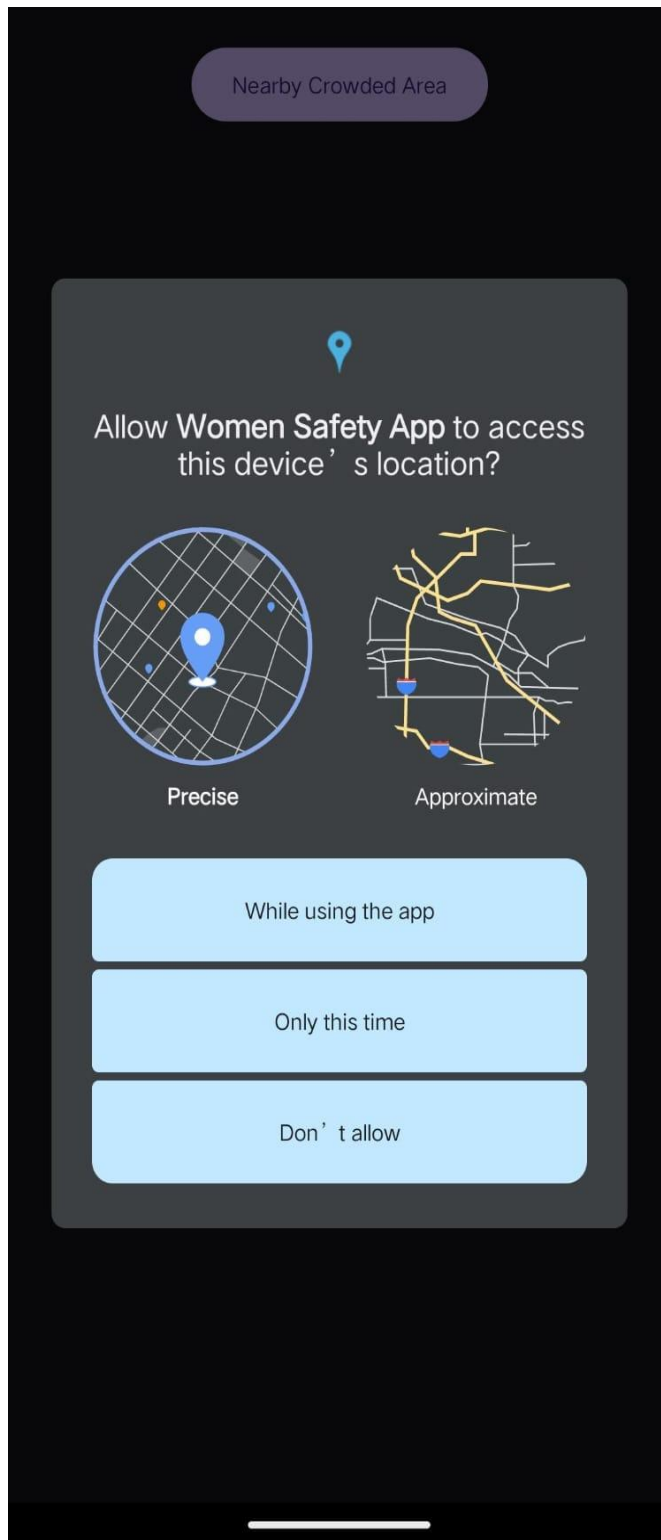 Nearby Crowded Area
Allow Women Safety App to access
this device’s location?
Precise
Approximate
While using the app
Only this time
Don’t allow